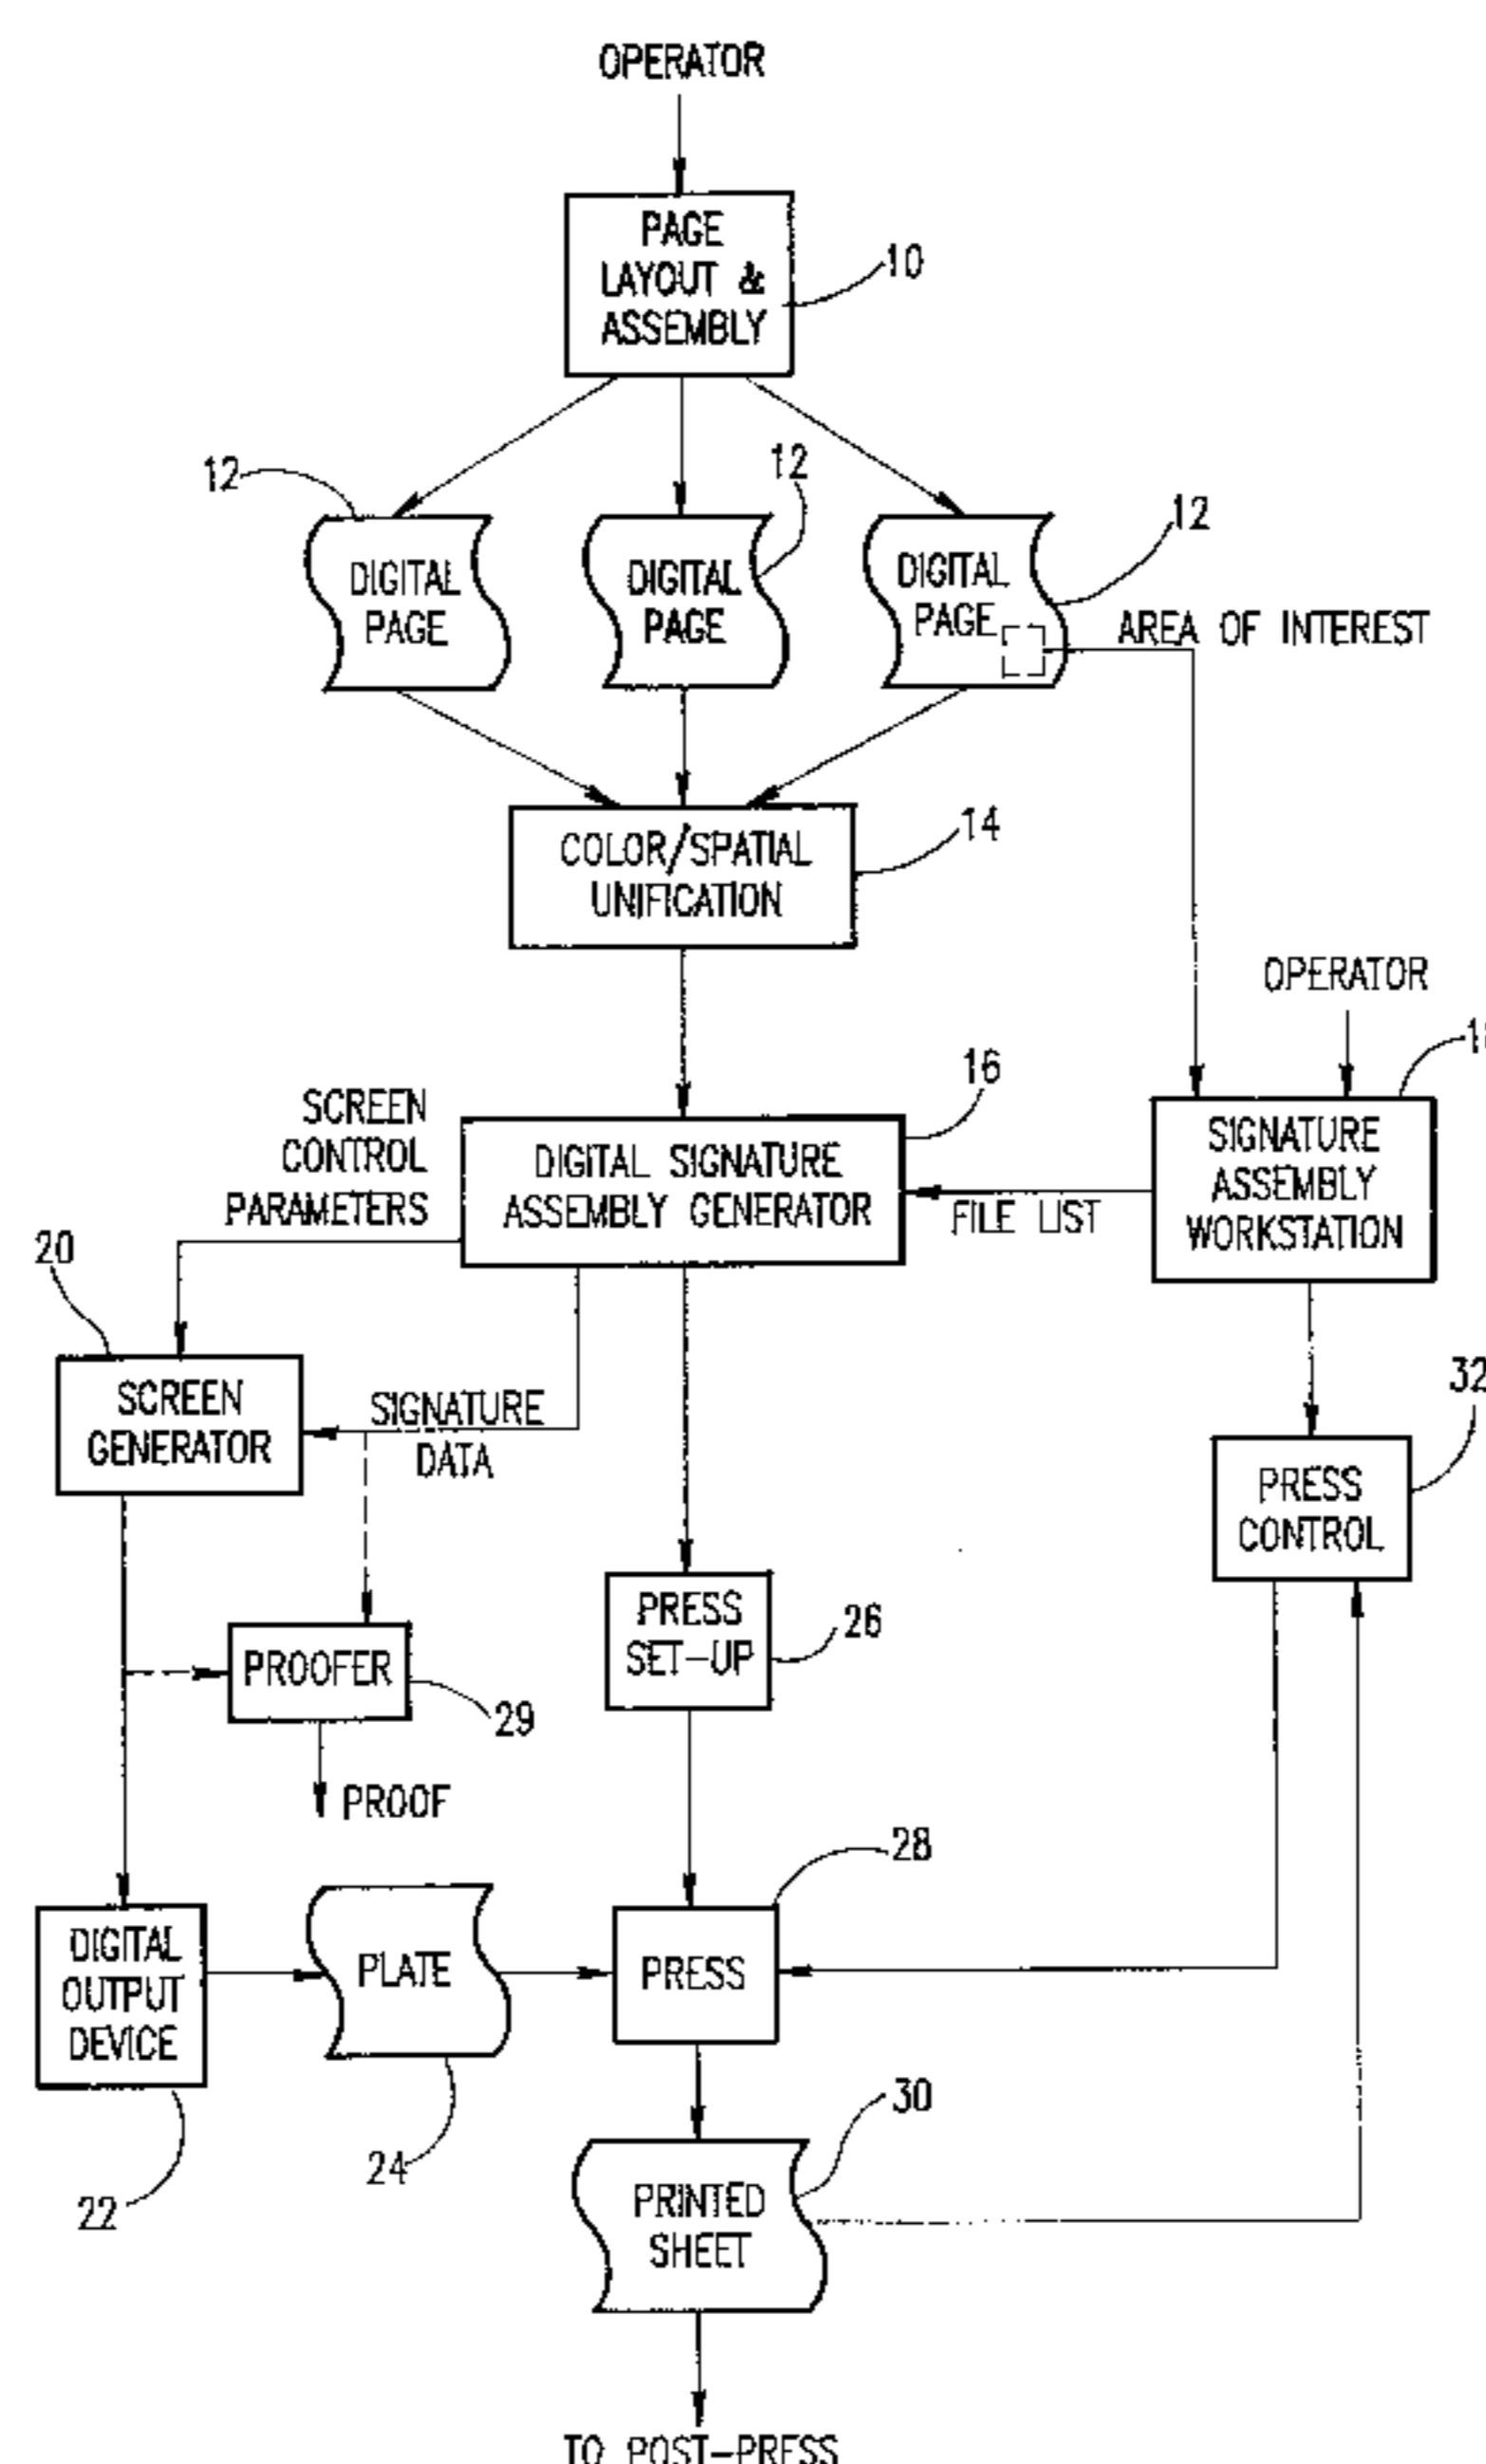 OPERATOR
PAGE
LAYOUT &
ASSEMBLY
10
12
12
12
DIGITAL
PAGE
DIGITAL
PAGE
DIGITAL
PAGE
AREA OF INTEREST
COLOR/SPATIAL
UNIFICATION
14
OPERATOR
16
SCREEN
CONTROL
PARAMETERS
DIGITAL SIGNATURE
ASSEMBLY GENERATOR
FILE LIST
SIGNATURE
ASSEMBLY
WORKSTATION
20
SCREEN
GENERATOR
SIGNATURE
DATA
32
PRESS
CONTROL
PRESS
SET-UP
26
PROOFER
29
PROOF
28
DIGITAL
OUTPUT
DEVICE
PLATE
PRESS
22
24
30
PRINTED
SHEET
TO POST-PRESS